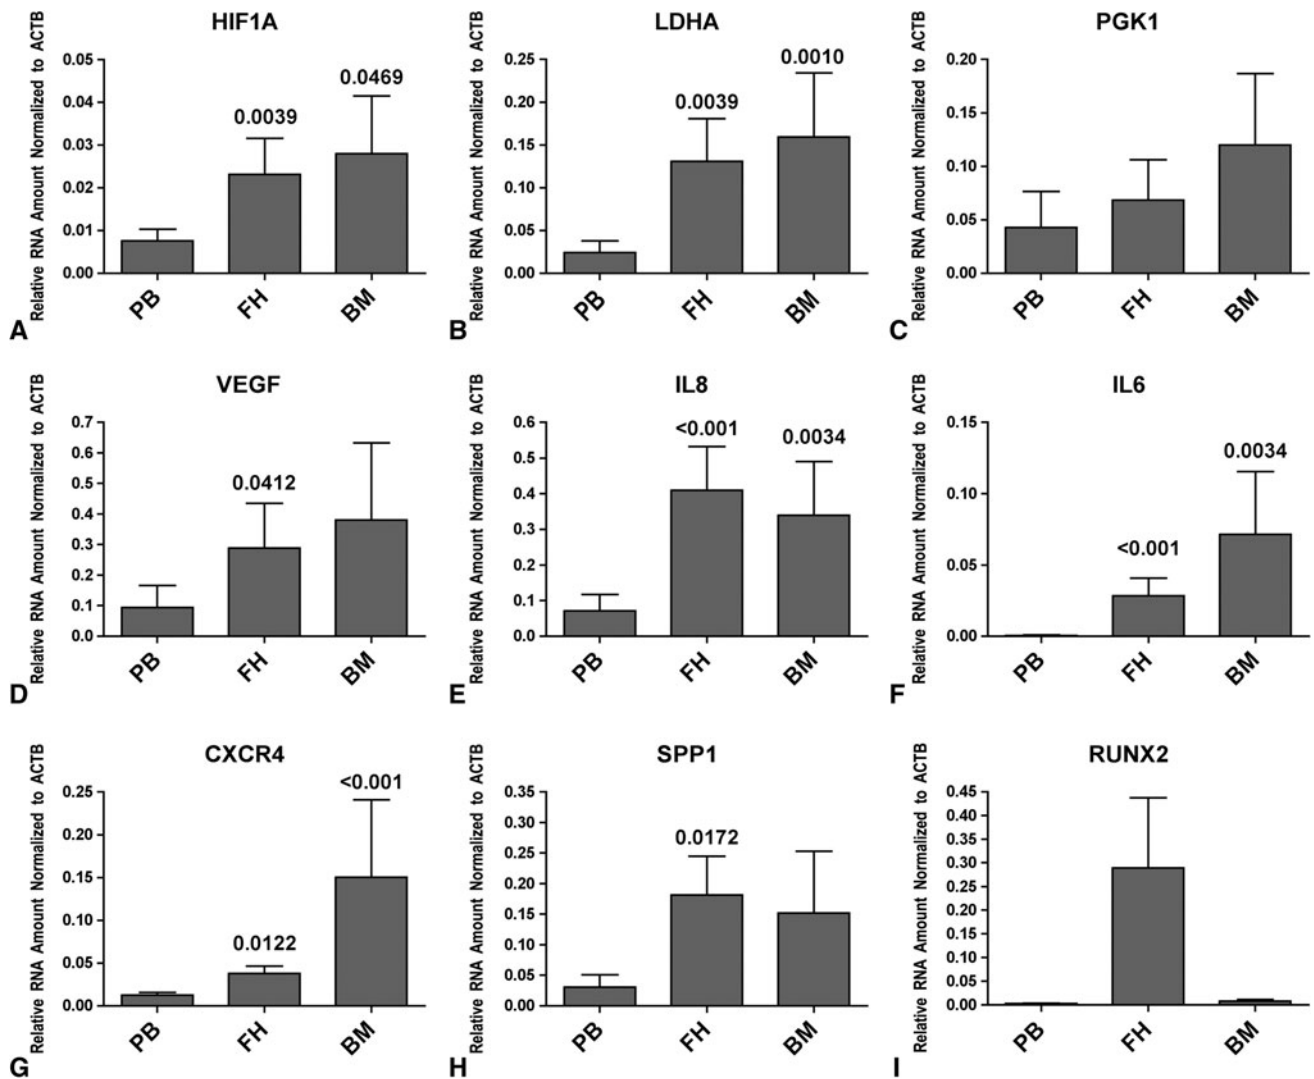 HIF1A
Relative RNA Amount Normalized to ACTB
0.05
0.04
0.03
0.02
0.01
0.00
0.0039
0.0469
PB
FH
BM
A
LDHA
Relative RNA Amount Normalized to ACTB
0.25
0.20
0.15
0.10
0.05
0.00
0.0039
0.0010
PB
FH
BM
B
PGK1
Relative RNA Amount Normalized to ACTB
0.20
0.15
0.10
0.05
0.00
PB
FH
BM
C
VEGF
Relative RNA Amount Normalized to ACTB
0.7
0.6
0.5
0.4
0.3
0.2
0.1
0.0
0.0412
PB
FH
BM
D
IL8
Relative RNA Amount Normalized to ACTB
0.6
0.5
0.4
0.3
0.2
0.1
0.0
<0.001
0.0034
PB
FH
BM
E
IL6
Relative RNA Amount Normalized to ACTB
0.15
0.10
0.05
0.00
<0.001
0.0034
PB
FH
BM
F
CXCR4
Relative RNA Amount Normalized to ACTB
0.25
0.20
0.15
0.10
0.05
0.00
0.0122
<0.001
PB
FH
BM
G
SPP1
Relative RNA Amount Normalized to ACTB
0.35
0.30
0.25
0.20
0.15
0.10
0.05
0.00
0.0172
PB
FH
BM
H
RUNX2
Relative RNA Amount Normalized to ACTB
0.45
0.40
0.35
0.30
0.25
0.20
0.15
0.10
0.05
0.00
PB
FH
BM
I